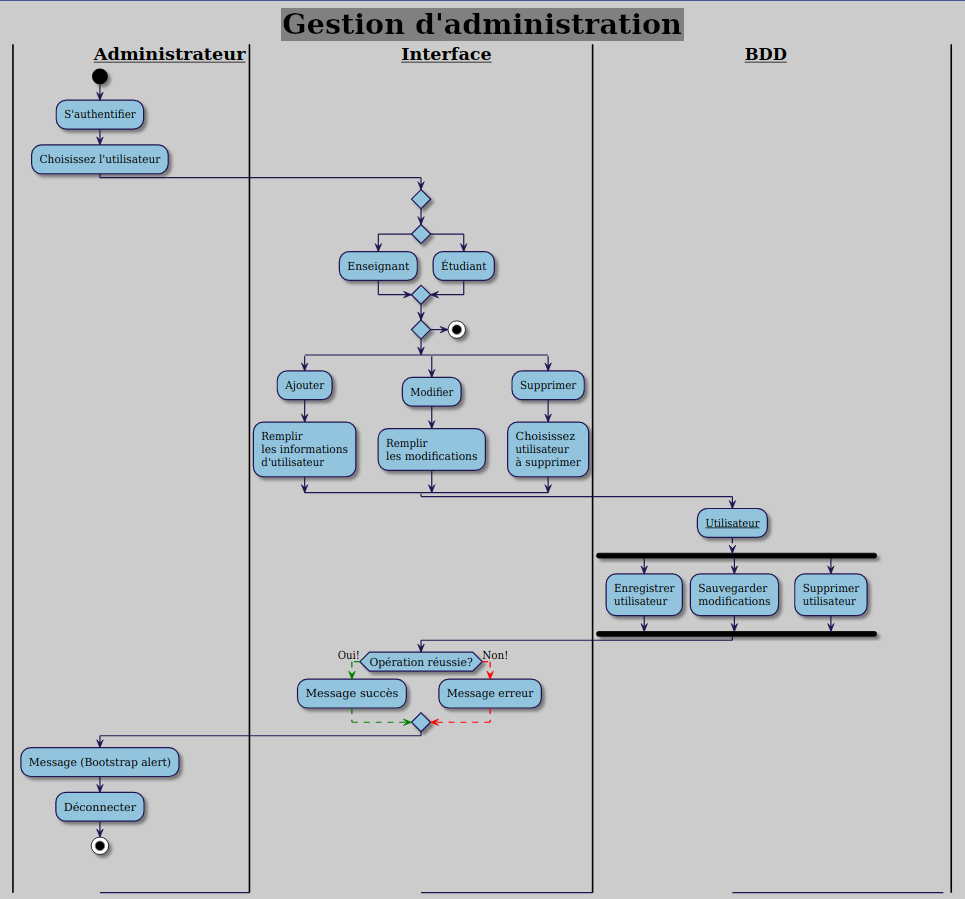 Gestion d'administration
Administrateur
Interface
BDD
S'authentifier
Choisissez l'utilisateur
Enseignant
Étudiant
Ajouter
Modifier
Supprimer
Remplir
les informations
d'utilisateur
Remplir
les modifications
Choisissez
utilisateur
à supprimer
Utilisateur
Enregistrer
utilisateur
Sauvegarder
modifications
Supprimer
utilisateur
Oui!
Opération réussie?
Non!
Message succès
Message erreur
Message (Bootstrap alert)
Déconnecter